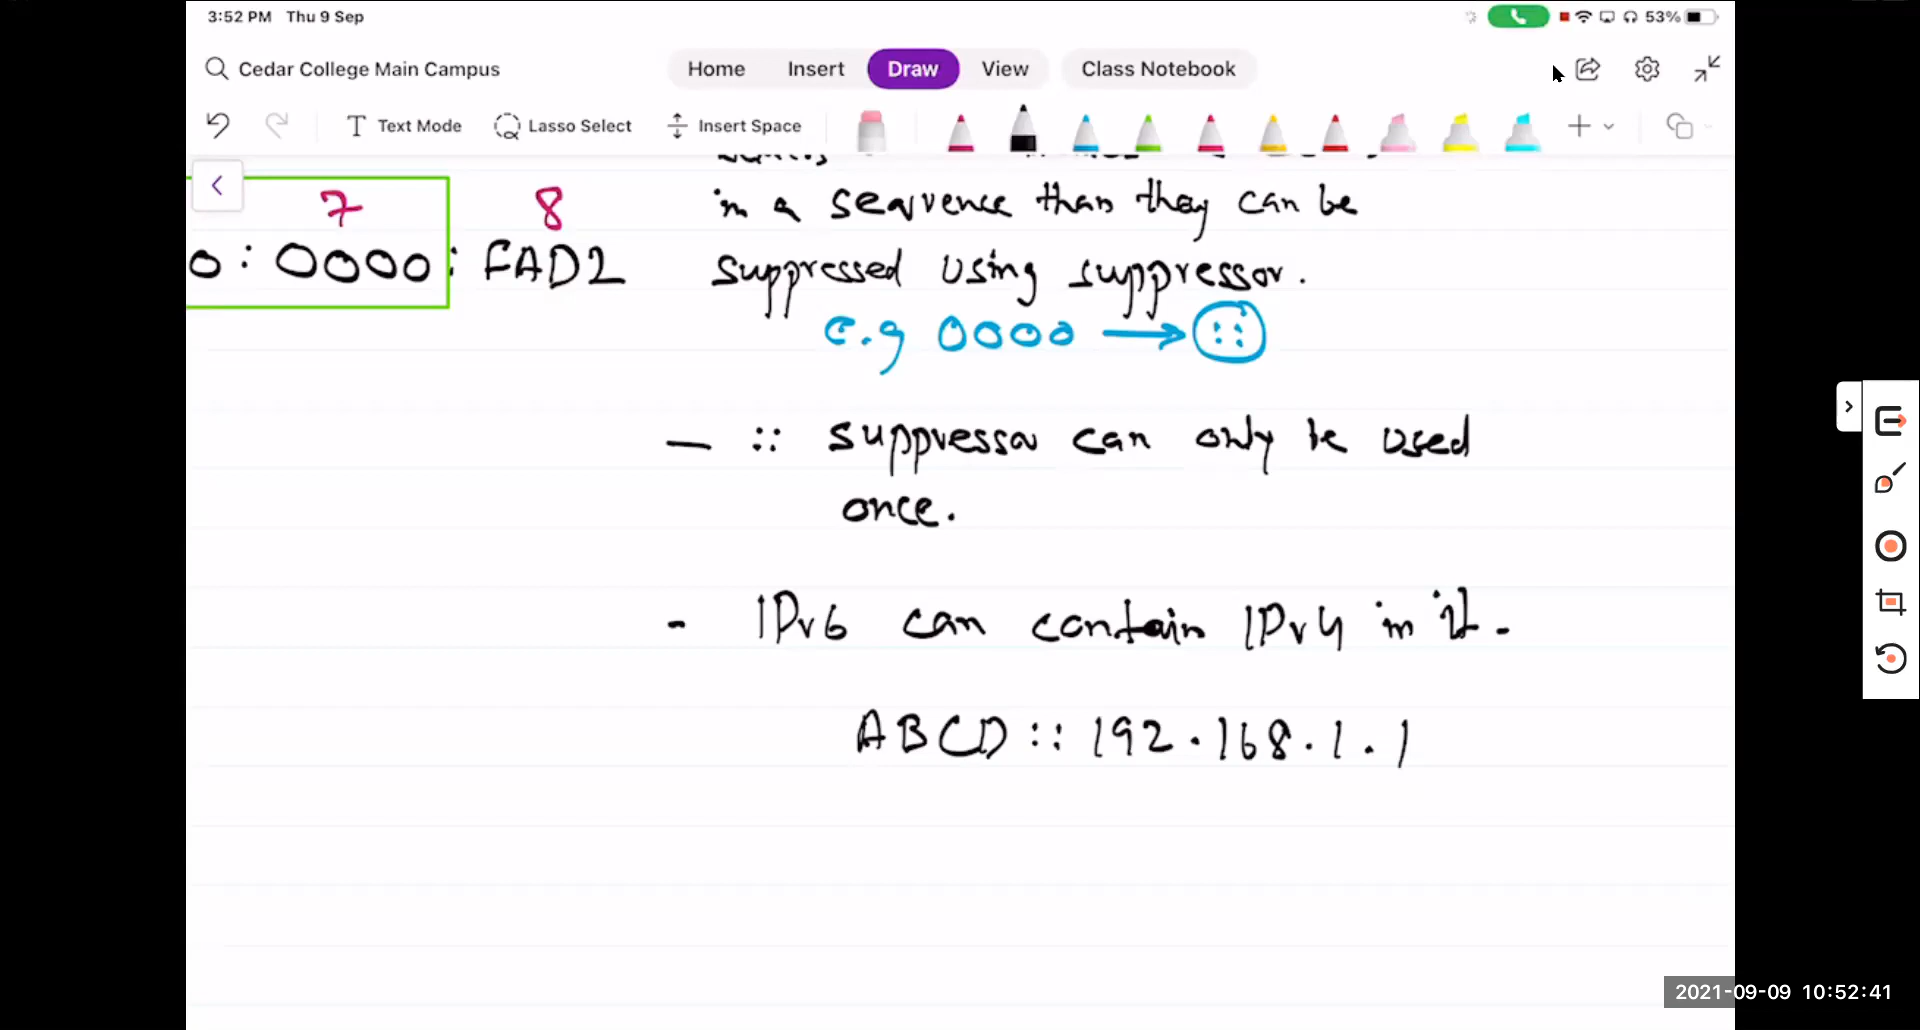 3:52 PM Thu 9 Sep
53%
Cedar College Main Campus
Home Insert Draw View Class Notebook
Text Mode Lasso Select Insert Space
7 8
0 : 0000 : FAD2
in a seqvence than they can be
suppressed using suppressor.
e.g 0000 → ::
— :: suppressor can only be used
once.
- IPv6 can contain IPv4 in it.
ABCD :: 192.168.1.1
2021-09-09 10:52:41